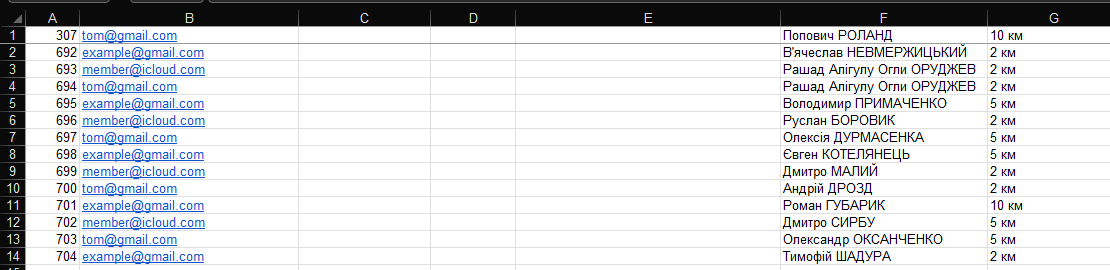 A B C D E F G
1 307 tom@gmail.com Попович РОЛАНД 10 км
2 692 example@gmail.com В'ячеслав НЕВМЕРЖИЦЬКИЙ 2 км
3 693 member@icloud.com Рашад Алігулу Огли ОРУДЖЕВ 2 км
4 694 tom@gmail.com Рашад Алігулу Огли ОРУДЖЕВ 2 км
5 695 example@gmail.com Володимир ПРИМАЧЕНКО 5 км
6 696 member@icloud.com Руслан БОРОВИК 2 км
7 697 tom@gmail.com Олексія ДУРМАСЕНКА 5 км
8 698 example@gmail.com Євген КОТЕЛЯНЕЦЬ 5 км
9 699 member@icloud.com Дмитро МАЛИЙ 2 км
10 700 tom@gmail.com Андрій ДРОЗД 2 км
11 701 example@gmail.com Роман ГУБАРИК 10 км
12 702 member@icloud.com Дмитро СИРБУ 5 км
13 703 tom@gmail.com Олександр ОКСАНЧЕНКО 5 км
14 704 example@gmail.com Тимофій ШАДУРА 2 км